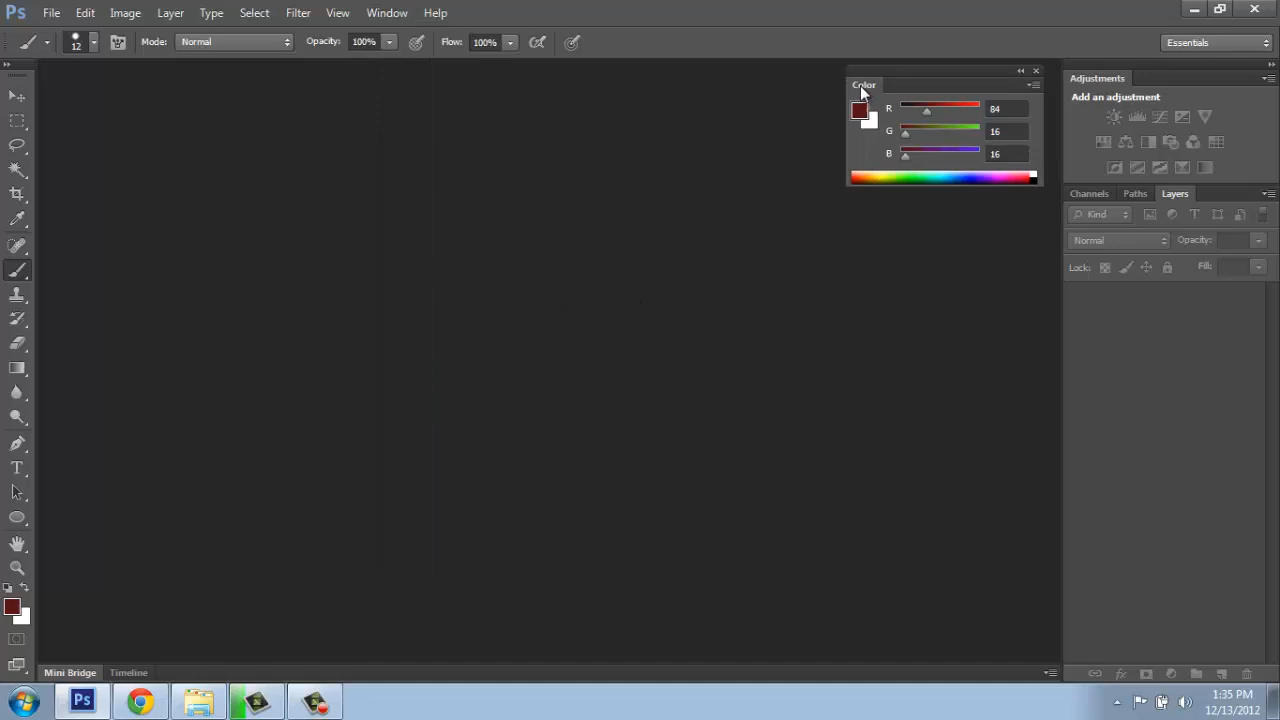 Ps File Edit Image Layer Type Select Filter View Window Help
12 Mode: Normal Opacity: 100% Flow: 100% Essentials
Color
R 84
G 16
B 16
Adjustments
Add an adjustment
Channels Paths Layers
Kind
Normal Opacity:
Lock: Fill:
T
Mini Bridge Timeline
Ps
1:35 PM
12/13/2012